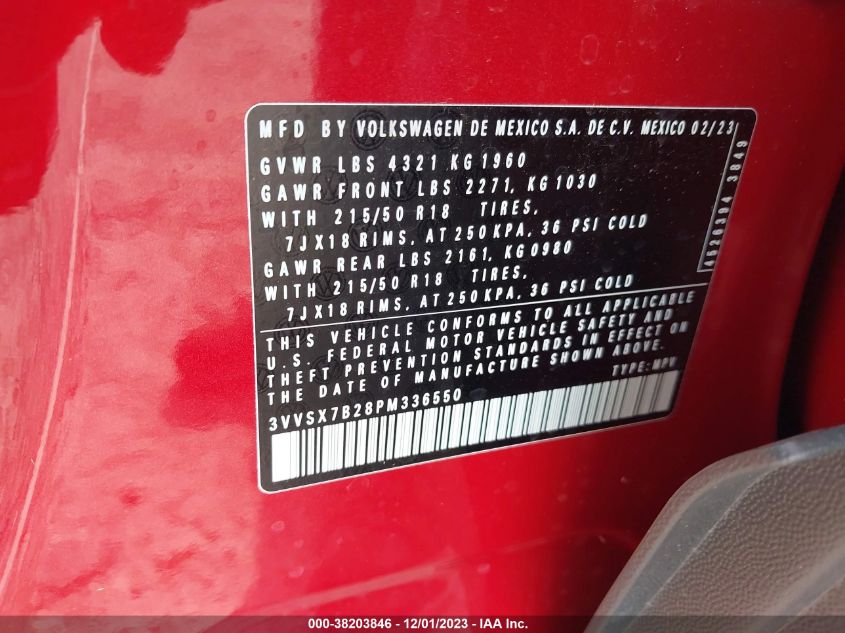 MFD BY VOLKSWAGEN DE MEXICO S.A. DE C.V. MEXICO 02/23
GVWR LBS 4321 KG 1960
GAWR FRONT LBS 2271, KG 1030
WITH 215/50 R18 TIRES,
7JX18 RIMS, AT 250 KPA, 36 PSI COLD
GAWR REAR LBS 2161, KG 0980
WITH 215/50 R18 TIRES,
7JX18 RIMS, AT 250 KPA, 36 PSI COLD
4626394 3849
THIS VEHICLE CONFORMS TO ALL APPLICABLE
U.S. FEDERAL MOTOR VEHICLE SAFETY AND
THEFT PREVENTION STANDARDS IN EFFECT ON
THE DATE OF MANUFACTURE SHOWN ABOVE.
TYPE: MPV
3VVSX7B28PM336550
000-38203846 - 12/01/2023 - IAA Inc.